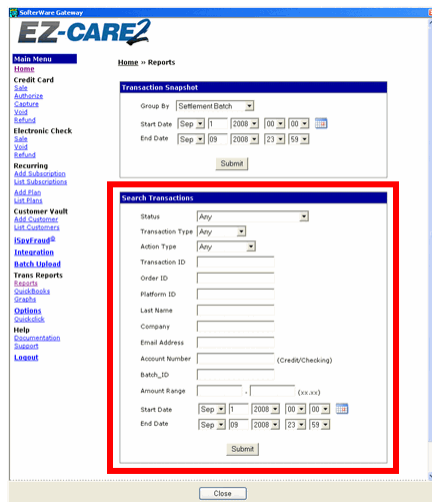 SofterWare Gateway
EZ-CARE2
Main Menu
Home
Credit Card
Sale
Authorize
Capture
Void
Refund
Electronic Check
Sale
Void
Refund
Recurring
Add Subscription
List Subscriptions
Add Plan
List Plans
Customer Vault
Add Customer
List Customers
iSpyFraud®
Integration
Batch Upload
Trans Reports
Reports
QuickBooks
Graphs
Options
Quickclick
Help
Documentation
Support
Logout
Home » Reports
Transaction Snapshot
Group By Settlement Batch
Start Date Sep 1 2008 00 00
End Date Sep 09 2008 23 59
Submit
Search Transactions
Status Any
Transaction Type Any
Action Type Any
Transaction ID
Order ID
Platform ID
Last Name
Company
Email Address
Account Number (Credit/Checking)
Batch_ID
Amount Range - (xx.xx)
Start Date Sep 1 2008 00 00
End Date Sep 09 2008 23 59
Submit
Close